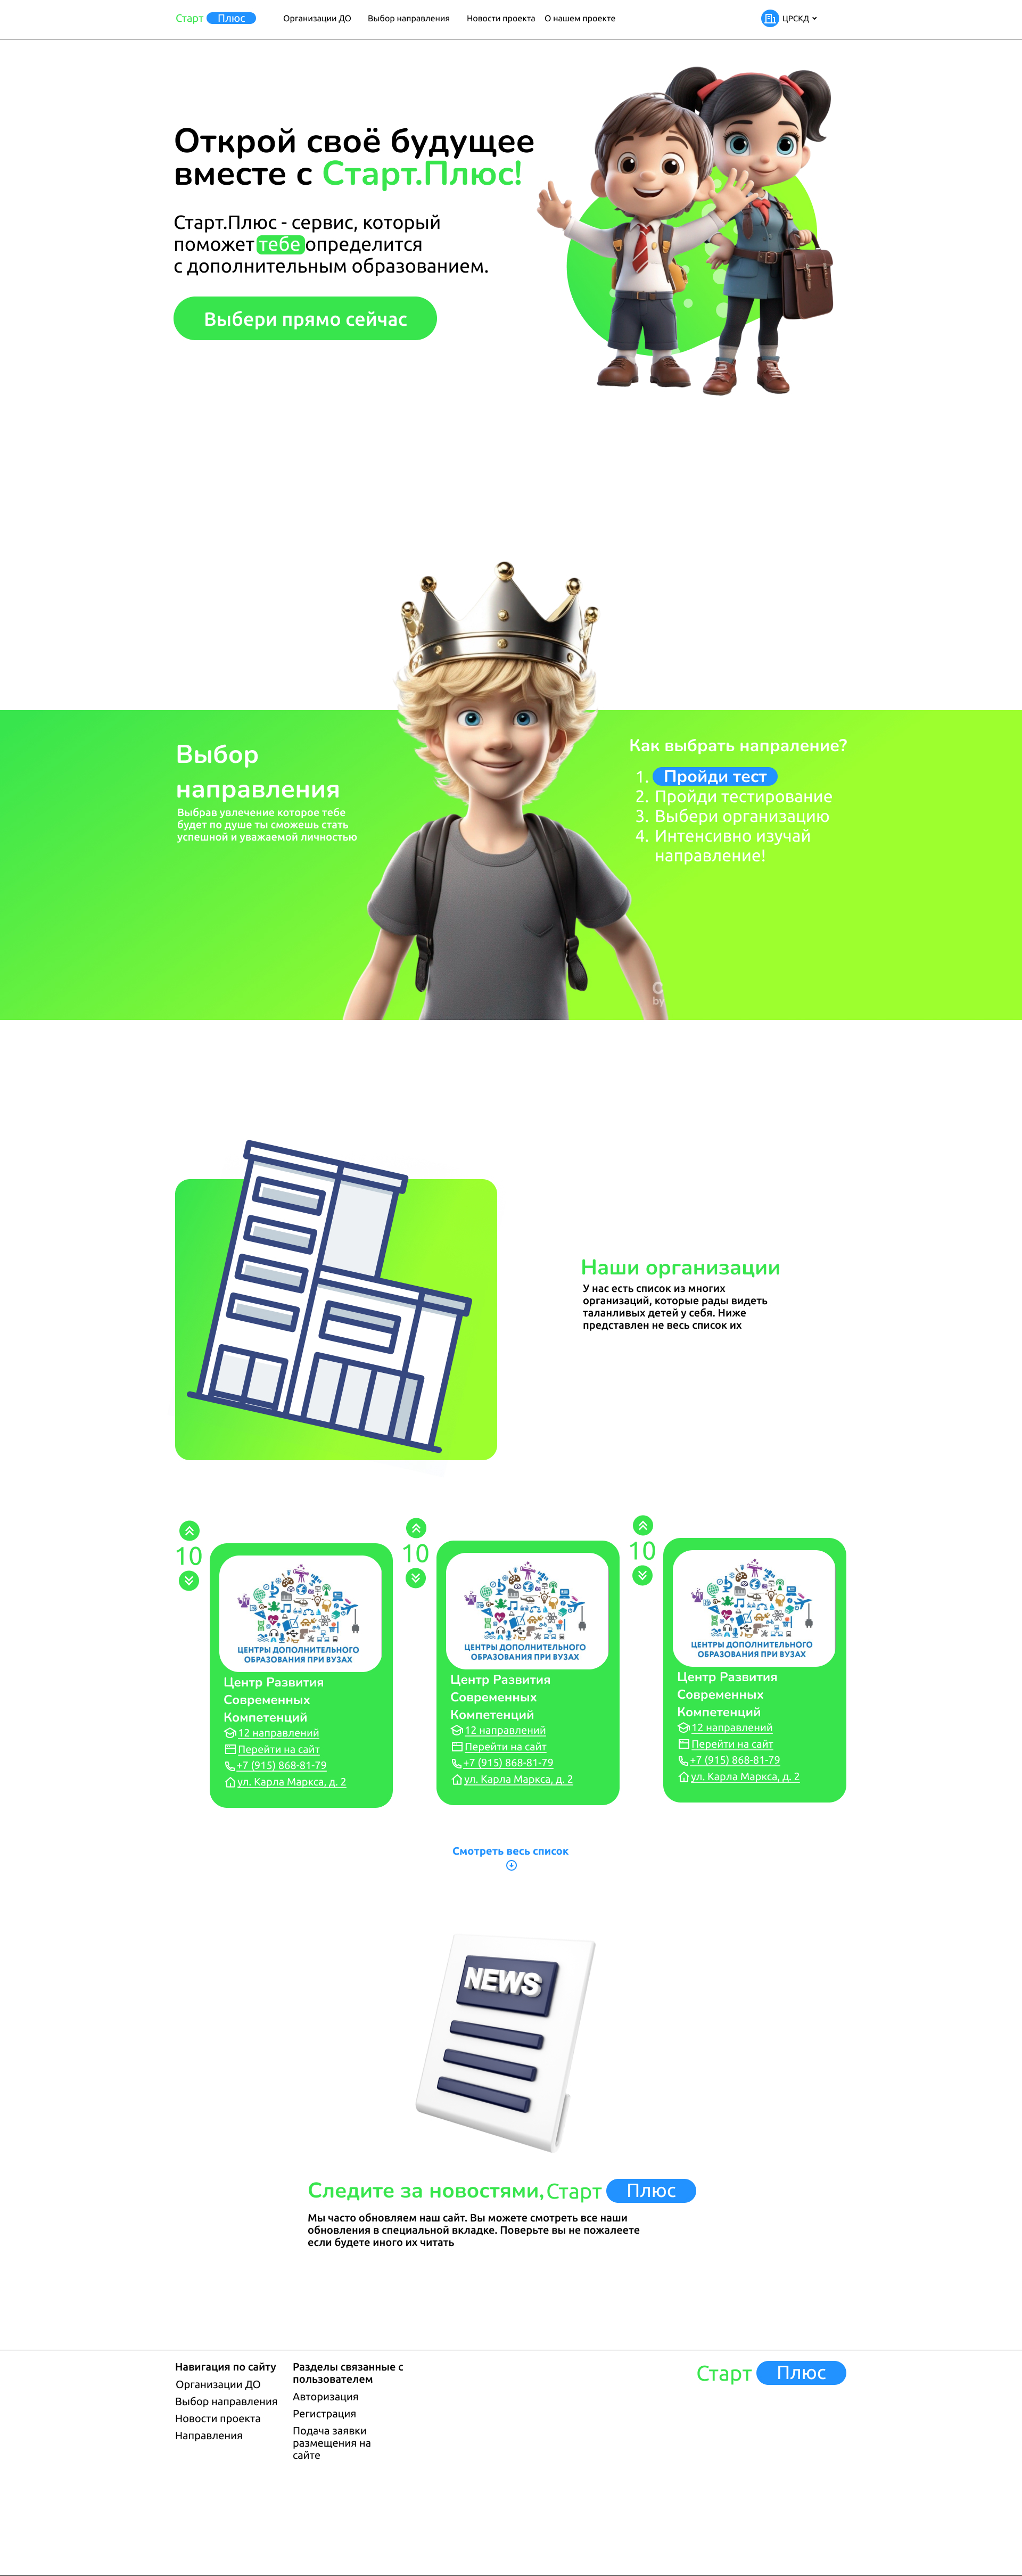 Старт Плюс
Организации ДО
Выбор направления
Новости проекта
О нашем проекте
ЦРСКД
Открой своё будущее
вместе с Старт.Плюс!
Старт.Плюс - сервис, который
поможет тебе определится
с дополнительным образованием.
Выбери прямо сейчас
Выбор
направления
Выбрав увлечение которое тебе
будет по душе ты сможешь стать
успешной и уважаемой личностью
Как выбрать напраление?
1. Пройди тест
2. Пройди тестирование
3. Выбери организацию
4. Интенсивно изучай
направление!
C
by
Наши организации
У нас есть список из многих
организаций, которые рады видеть
таланливых детей у себя. Ниже
представлен не весь список их
10
ЦЕНТРЫ ДОПОЛНИТЕЛЬНОГО
ОБРАЗОВАНИЯ ПРИ ВУЗАХ
Центр Развития
Современных
Компетенций
12 направлений
Перейти на сайт
+7 (915) 868-81-79
ул. Карла Маркса, д. 2
10
ЦЕНТРЫ ДОПОЛНИТЕЛЬНОГО
ОБРАЗОВАНИЯ ПРИ ВУЗАХ
Центр Развития
Современных
Компетенций
12 направлений
Перейти на сайт
+7 (915) 868-81-79
ул. Карла Маркса, д. 2
10
ЦЕНТРЫ ДОПОЛНИТЕЛЬНОГО
ОБРАЗОВАНИЯ ПРИ ВУЗАХ
Центр Развития
Современных
Компетенций
12 направлений
Перейти на сайт
+7 (915) 868-81-79
ул. Карла Маркса, д. 2
Смотреть весь список
NEWS
Следите за новостями, Старт Плюс
Мы часто обновляем наш сайт. Вы можете смотреть все наши
обновления в специальной вкладке. Поверьте вы не пожалеете
если будете иного их читать
Навигация по сайту
Организации ДО
Выбор направления
Новости проекта
Направления
Разделы связанные с
пользователем
Авторизация
Регистрация
Подача заявки
размещения на
сайте
Старт Плюс